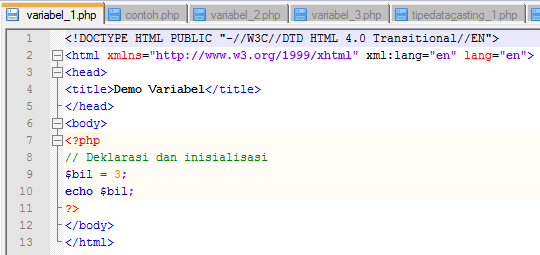 variabel_1.php contoh.php variabel_2.php variabel_3.php tipedatacasting_1.php
1 <!DOCTYPE HTML PUBLIC "-//W3C//DTD HTML 4.0 Transitional//EN">
2 <html xmlns="http://www.w3.org/1999/xhtml" xml:lang="en" lang="en">
3 <head>
4 <title>Demo Variabel</title>
5 </head>
6 <body>
7 <?php
8 // Deklarasi dan inisialisasi
9 $bil = 3;
10 echo $bil;
11 ?>
12 </body>
13 </html>